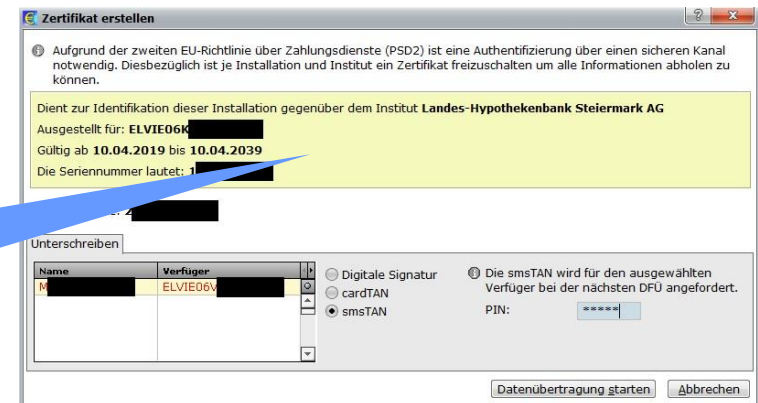 Zertifikat erstellen
Aufgrund der zweiten EU-Richtlinie über Zahlungsdienste (PSD2) ist eine Authentifizierung über einen sicheren Kanal
notwendig. Diesbezüglich ist je Installation und Institut ein Zertifikat freizuschalten um alle Informationen abholen zu
können.
Dient zur Identifikation dieser Installation gegenüber dem Institut Landes-Hypothekenbank Steiermark AG
Ausgestellt für: ELVIE06K
Gültig ab 10.04.2019 bis 10.04.2039
Die Seriennummer lautet: 1
: 2
Unterschreiben
Name Verfüger
M ELVIE06V
Digitale Signatur
cardTAN
smsTAN
Die smsTAN wird für den ausgewählten
Verfüger bei der nächsten DFÜ angefordert.
PIN: *****
Datenübertragung starten Abbrechen